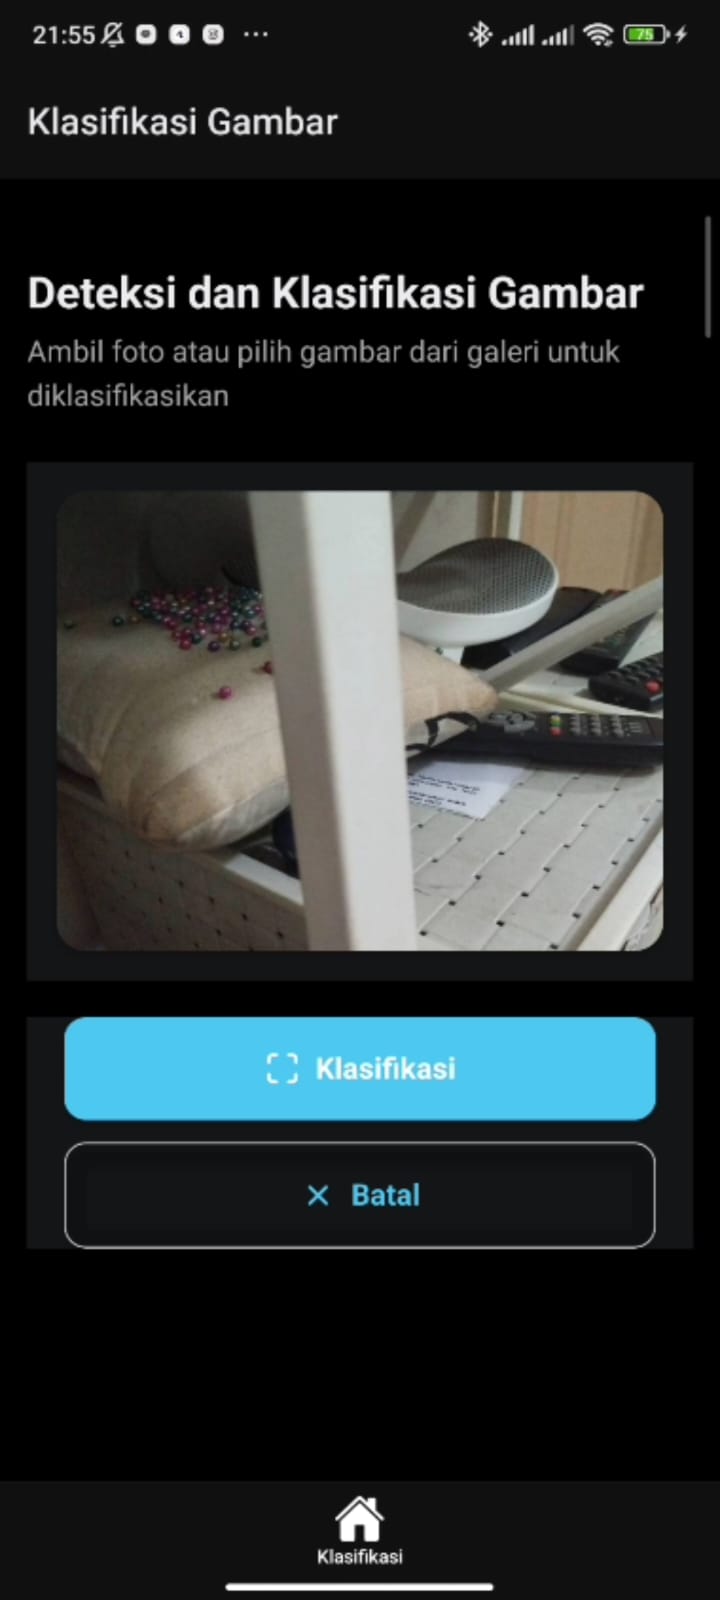 21:55
75
Klasifikasi Gambar
Deteksi dan Klasifikasi Gambar
Ambil foto atau pilih gambar dari galeri untuk
diklasifikasikan
Klasifikasi
Batal
Klasifikasi